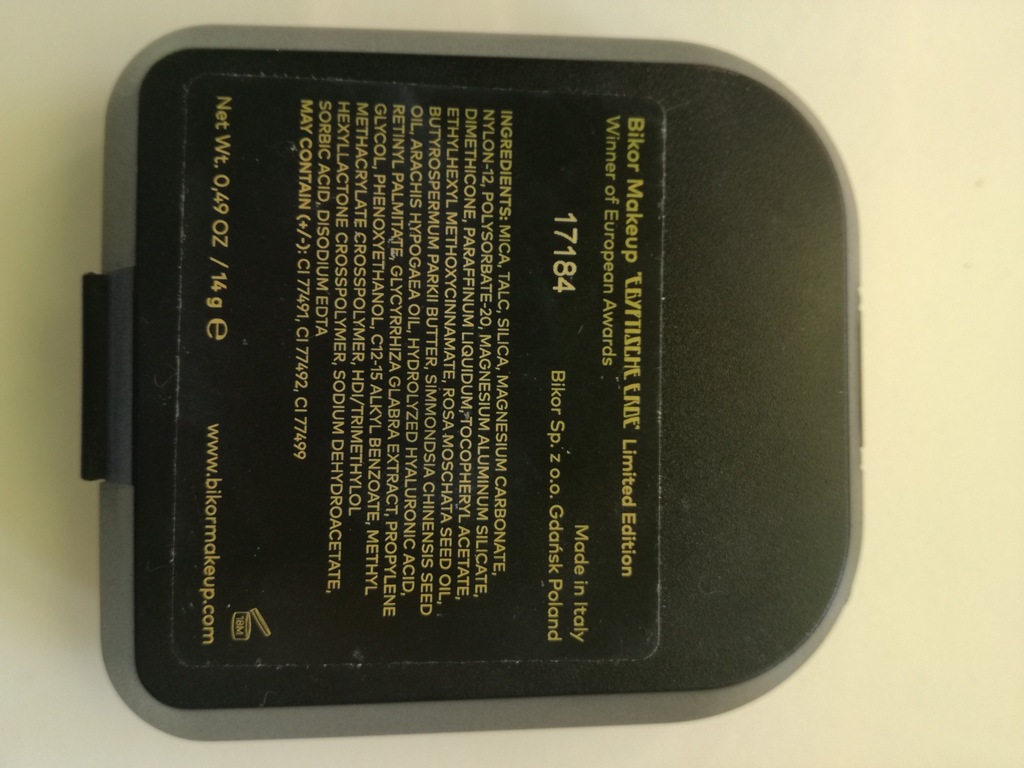 Bikor Makeup Limited Edition
Winner of European Awards
Made in Italy
17184 Bikor Sp. z o.o. Gdańsk Poland
INGREDIENTS: MICA, TALC, SILICA, MAGNESIUM CARBONATE,
NYLON-12, POLYSORBATE-20, MAGNESIUM ALUMINUM SILICATE,
DIMETHICONE, PARAFFINUM LIQUIDUM, TOCOPHERYL ACETATE,
ETHYLHEXYL METHOXYCINNAMATE, ROSA MOSCHATA SEED OIL,
BUTYROSPERMUM PARKII BUTTER, SIMMONDSIA CHINENSIS SEED
OIL, ARACHIS HYPOGAEA OIL, HYDROLYZED HYALURONIC ACID,
RETINYL PALMITATE, GLYCYRRHIZA GLABRA EXTRACT, PROPYLENE
GLYCOL, PHENOXYETHANOL, C12-15 ALKYL BENZOATE, METHYL
METHACRYLATE CROSSPOLYMER, HDI/TRIMETHYLOL
HEXYLLACTONE CROSSPOLYMER, SODIUM DEHYDROACETATE,
SORBIC ACID, DISODIUM EDTA
MAY CONTAIN (+/-): CI 77491, CI 77492, CI 77499
18M
Net Wt. 0,49 OZ / 14 g ℮ www.bikormakeup.com